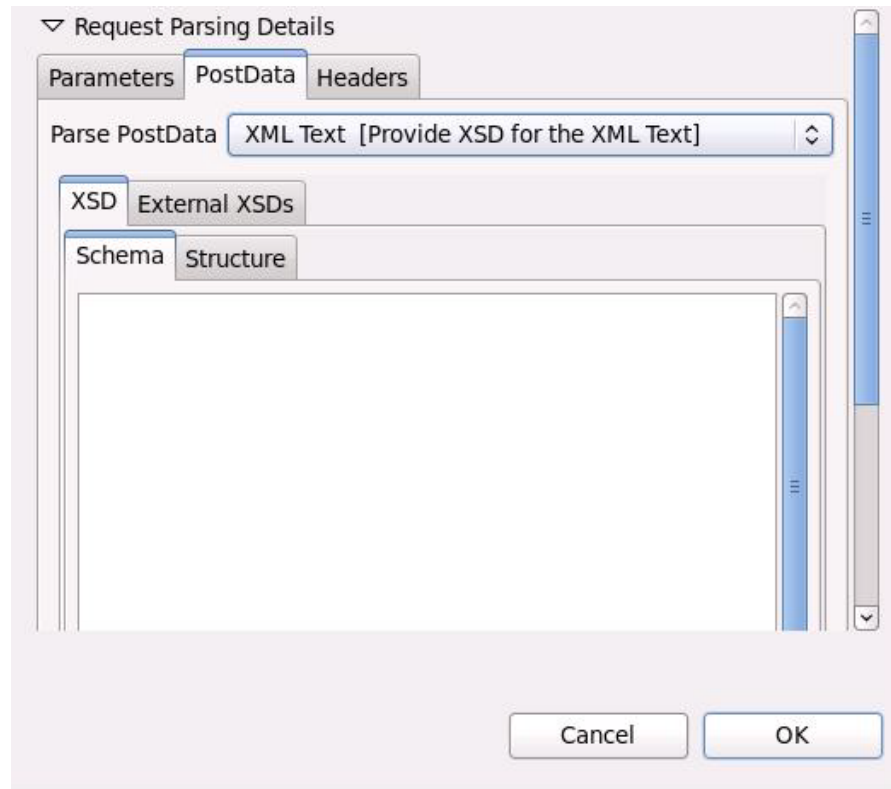 Request Parsing Details
Parameters PostData Headers
Parse PostData XML Text [Provide XSD for the XML Text]
XSD External XSDs
Schema Structure
Cancel OK